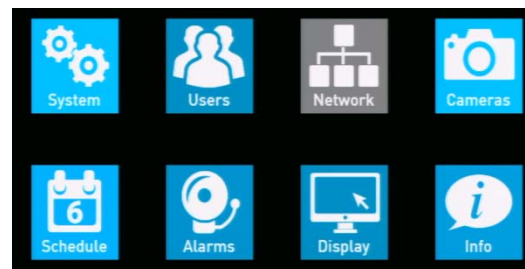 System
Users
Network
Cameras
6
Schedule
Alarms
Display
i
Info